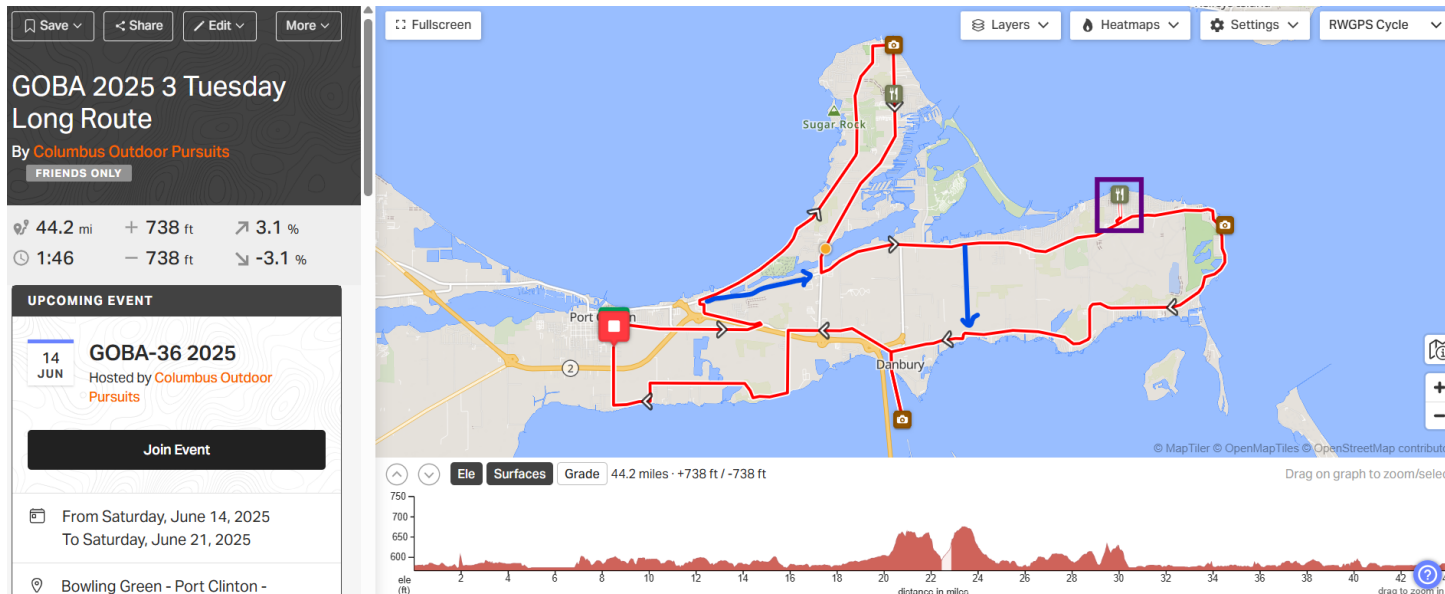 Save
Share
Edit
More
GOBA 2025 3 Tuesday
Long Route
By Columbus Outdoor Pursuits
FRIENDS ONLY
44.2 mi + 738 ft 3.1 %
1:46 − 738 ft -3.1 %
UPCOMING EVENT
14
JUN
GOBA-36 2025
Hosted by Columbus Outdoor
Pursuits
Join Event
From Saturday, June 14, 2025
To Saturday, June 21, 2025
Bowling Green - Port Clinton -
Fullscreen
Layers
Heatmaps
Settings
RWGPS Cycle
Sugar Rock
Port
2
Danbury
© MapTiler © OpenMapTiles © OpenStreetMap
Ele Surfaces Grade 44.2 miles · +738 ft / -738 ft
Drag on graph to
750
700
650
600
ele
(ft)
2 4 6 8 10 12 14 16 18 20 22 24 26 28 30 32 34 36 38 40 42
distance in miles
drag to zoom in
?